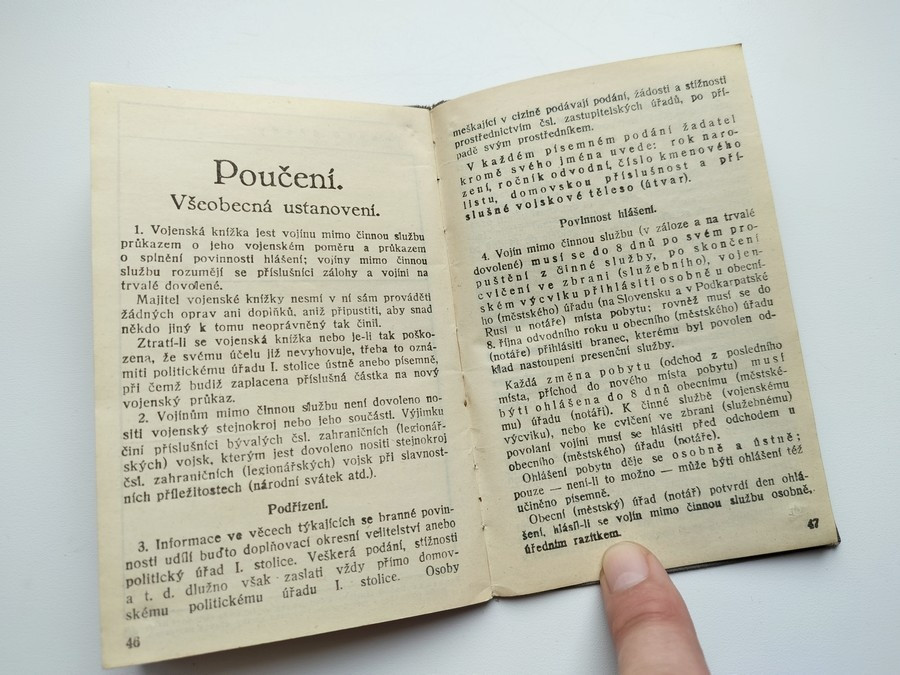 Poučení.
Všeobecná ustanovení.
1. Vojenská knížka jest vojínu mimo činnou službu
průkazem o jeho vojenském poměru a průkazem
o splnění povinnosti hlášení; vojíny mimo činnou
službu rozumějí se příslušníci zálohy a vojíni na
trvalé dovolené.
Majitel vojenské knížky nesmí v ní sám prováděti
žádných oprav ani doplňků, aniž připustiti, aby snad
někdo jiný k tomu neoprávněný tak činil.
Ztratí-li se vojenská knížka nebo je-li tak poško-
zena, že svému účelu již nevyhovuje, třeba to ozná-
miti politickému úřadu I. stolice ústně anebo písemně,
při čemž budiž zaplacena příslušná částka na nový
vojenský průkaz.
2. Vojínům mimo činnou službu není dovoleno no-
siti vojenský stejnokroj nebo jeho součásti. Výjimku
činí příslušníci bývalých čsl. zahraničních (legionář-
ských) vojsk, kterým jest dovoleno nositi stejnokroj
čsl. zahraničních (legionářských) vojsk při slavnost-
ních příležitostech (národní svátek atd.).
Podřízení.
3. Informace ve věcech týkajících se branné povin-
nosti udílí buďto doplňovací okresní velitelství anebo
politický úřad I. stolice. Veškerá podání, stížnosti
a t. d. dlužno však zaslati vždy přímo domov-
skému politickému úřadu I. stolice. Osoby
46
meškající v cizině podávají podání, žádosti a stížnosti
prostřednictvím čsl. zastupitelských úřadů, po pří-
padě svým prostředníkem.
V každém písemném podání žadatel
kromě svého jména uvede: rok naro-
zení, ročník odvodní, číslo kmenového
listu, domovskou příslušnost a pří-
slušné vojskové těleso (útvar).
Povinnost hlášení.
4. Vojín mimo činnou službu (v záloze a na trvalé
dovolené) musí se do 8 dnů po svém pro-
puštění z činné služby, po skončení
cvičení ve zbrani (služebního), vojen-
ském výcviku přihlásiti osobně u obecní-
ho (městského) úřadu (na Slovensku a v Podkarpatské
Rusi u notáře) místa pobytu; rovněž musí se do
8. října odvodního roku u obecního (městského) úřadu
(notáře) přihlásiti branec, kterému byl povolen od-
klad nastoupení presenční služby.
Každá změna pobytu (odchod z posledního
místa, příchod do nového místa pobytu) musí
býti ohlášena do 8 dnů obecnímu (městské-
mu) úřadu (notáři). K činné službě (vojenskému
výcviku), nebo ke cvičení ve zbrani (služebnímu)
povolaní vojíni musí se hlásiti před odchodem u
obecního (městského) úřadu (notáře).
Ohlášení pobytu děje se osobně a ústně;
pouze — není-li to možno — může býti ohlášení též
učiněno písemně.
Obecní (městský) úřad (notář) potvrdí den ohlá-
šení, hlásil-li se vojín mimo činnou službu osobně,
úředním razítkem.
47